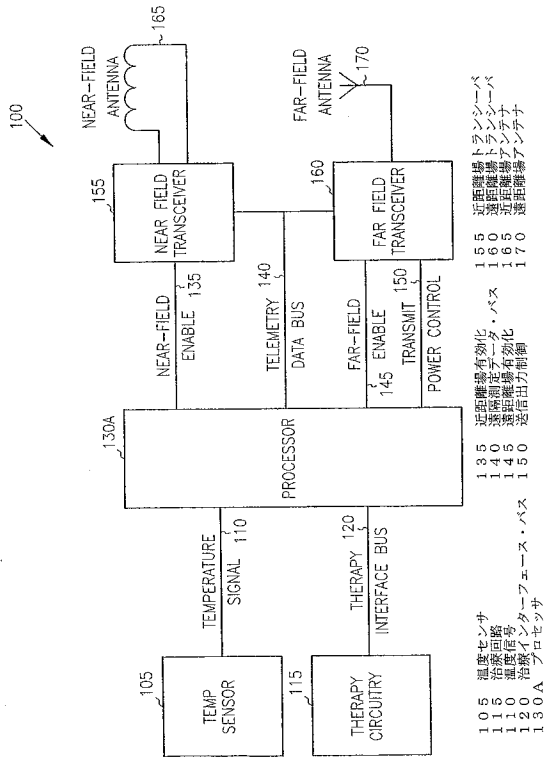 100
NEAR-FIELD
ANTENNA
165
155
NEAR FIELD
TRANSCEIVER
FAR-FIELD
ANTENNA
170
160
FAR FIELD
TRANSCEIVER
NEAR-FIELD
ENABLE 135
TELEMETRY 140
DATA BUS
FAR-FIELD
145 ENABLE
TRANSMIT 150
POWER CONTROL
130A
PROCESSOR
TEMPERATURE
SIGNAL 110
THERAPY 120
INTERFACE BUS
105
TEMP
SENSOR
115
THERAPY
CIRCUITRY
105 温度センサ
115 治療回路
110 温度信号
120 治療インターフェース・バス
130A プロセッサ
135 近距離場有効化
140 遠隔測定データ・バス
145 遠距離場有効化
150 送信出力制御
155 近距離場トランシーバ
160 遠距離場トランシーバ
165 近距離場アンテナ
170 遠距離場アンテナ